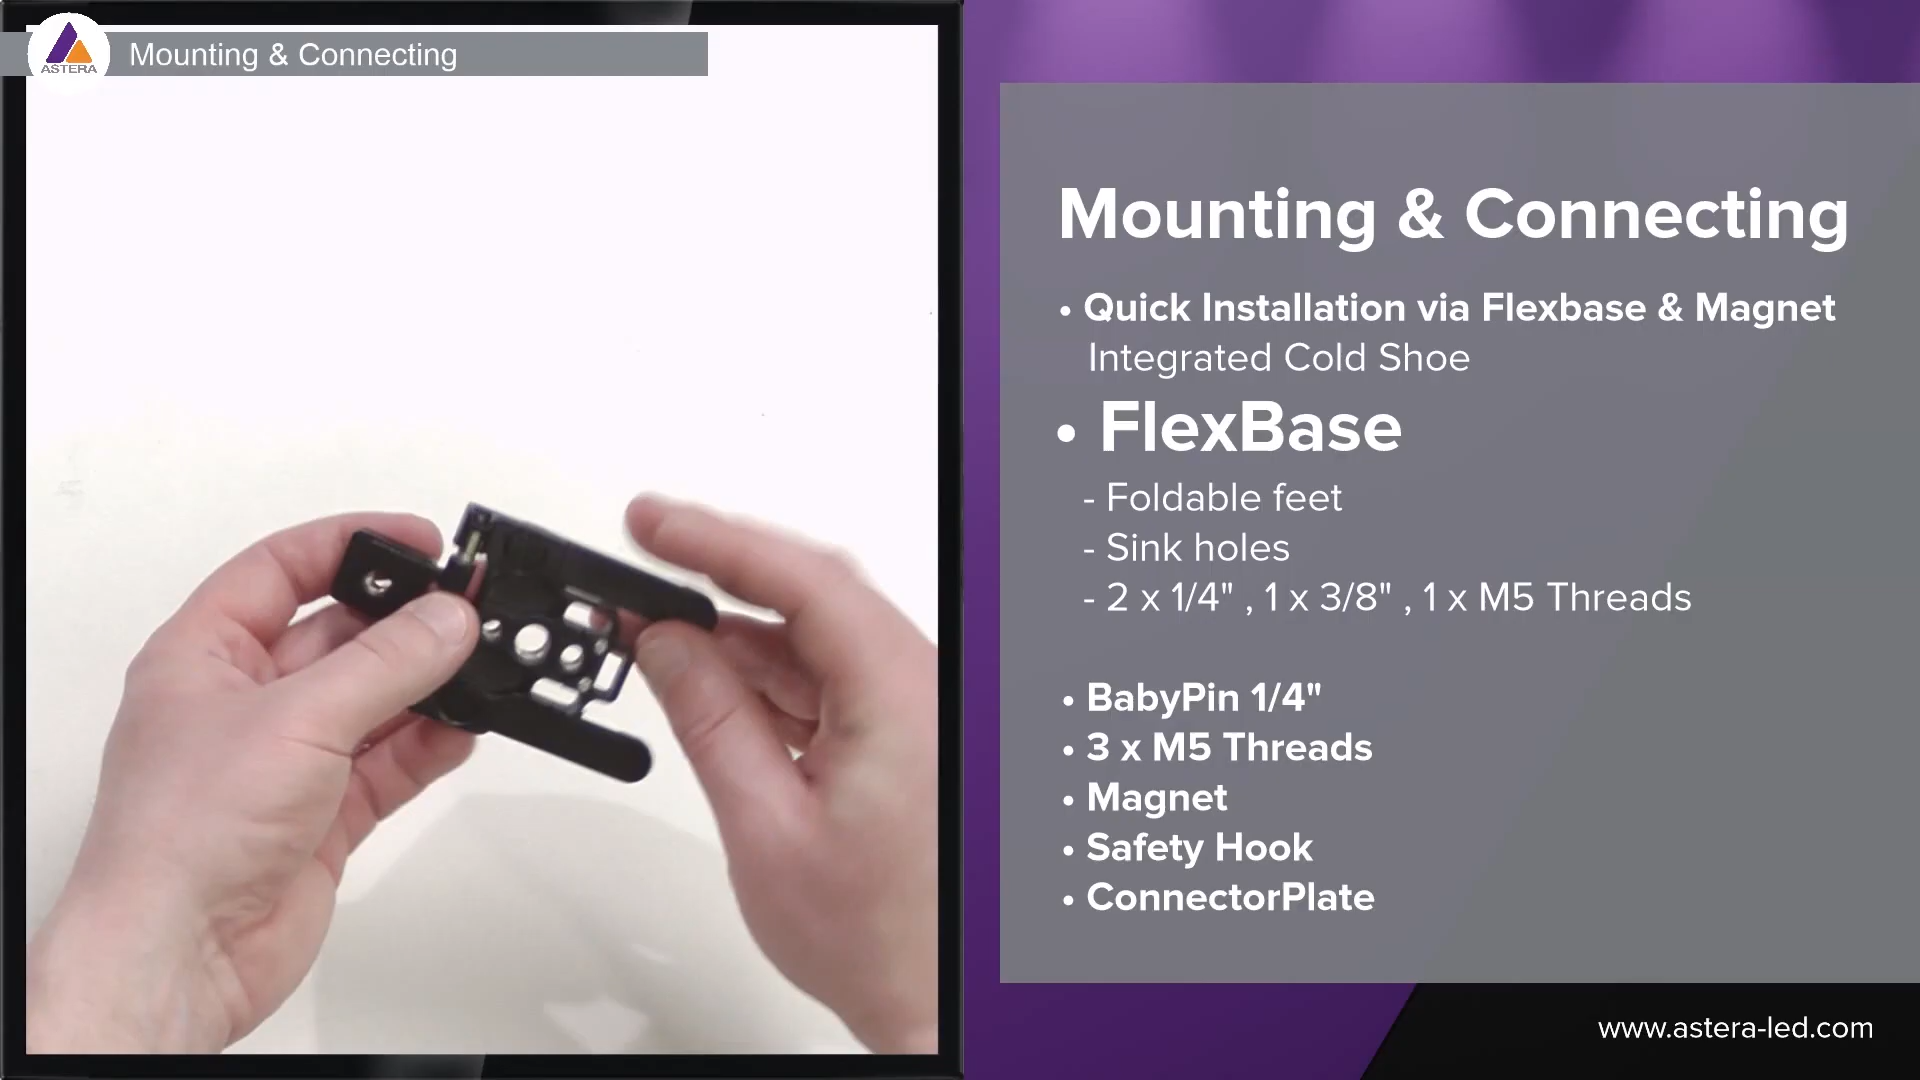 ASTERA
Mounting & Connecting
Mounting & Connecting
• Quick Installation via Flexbase & Magnet
Integrated Cold Shoe
• FlexBase
- Foldable feet
- Sink holes
- 2 x 1/4" , 1 x 3/8" , 1 x M5 Threads
• BabyPin 1/4"
• 3 x M5 Threads
• Magnet
• Safety Hook
• ConnectorPlate
www.astera-led.com